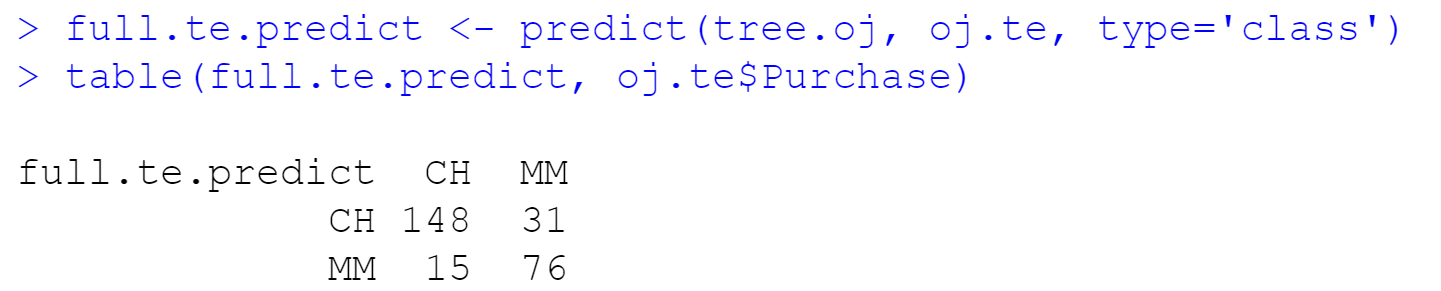 > full.te.predict <- predict(tree.oj, oj.te, type='class')
> table(full.te.predict, oj.te$Purchase)
full.te.predict  CH  MM
             CH 148  31
             MM  15  76